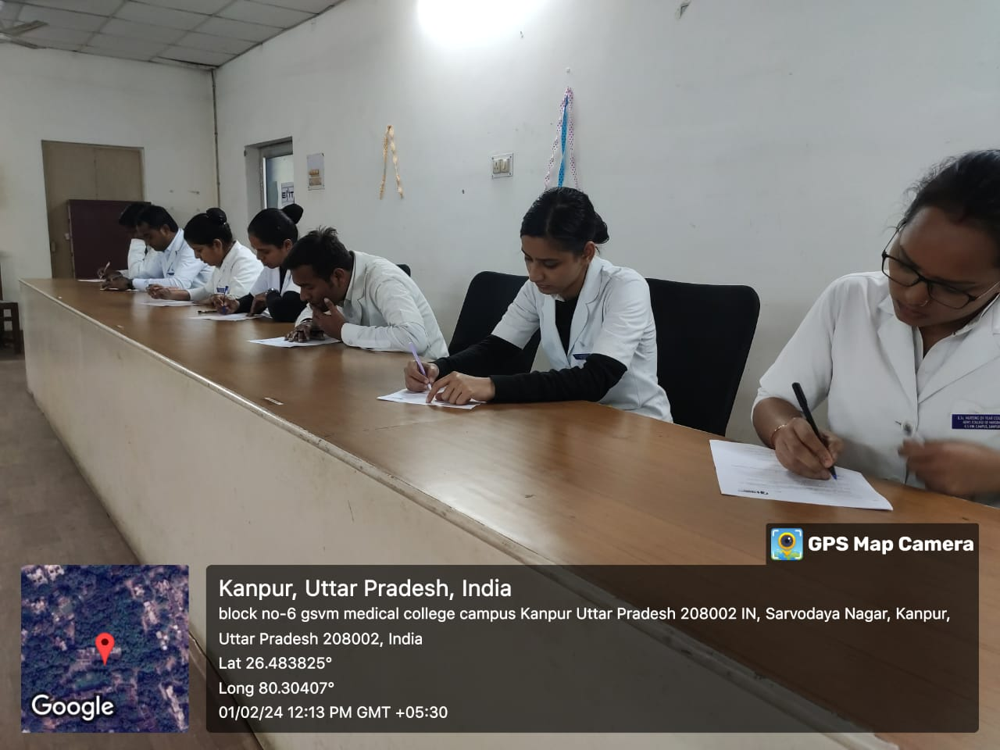 EXIT
B.Sc. NURSING
GPS Map Camera
Kanpur, Uttar Pradesh, India
block no-6 gsvm medical college campus Kanpur Uttar Pradesh 208002 IN, Sarvodaya Nagar, Kanpur,
Uttar Pradesh 208002, India
Lat 26.483825°
Long 80.30407°
01/02/24 12:13 PM GMT +05:30
Google